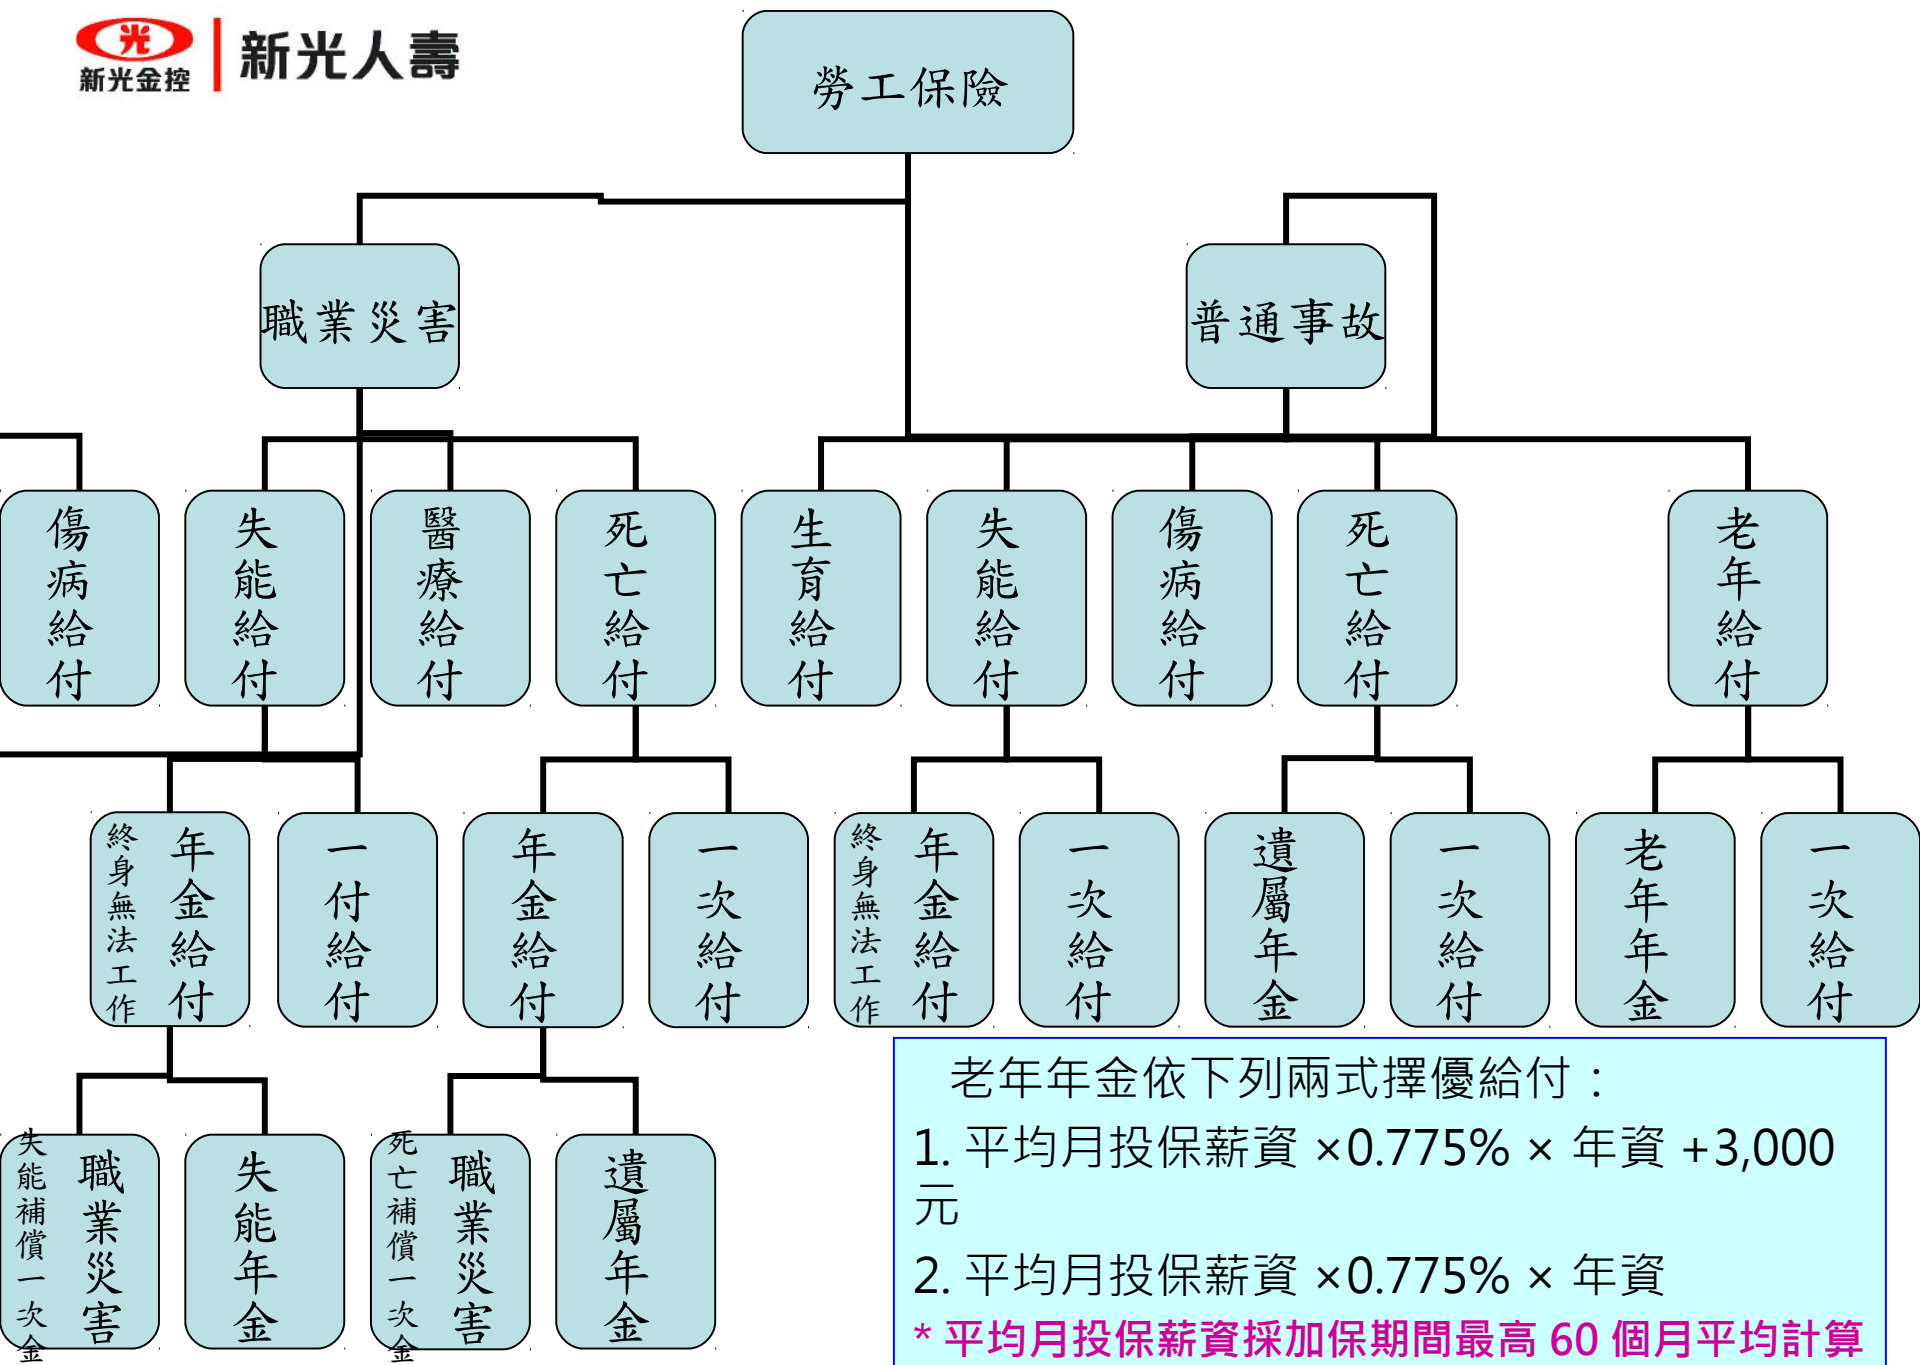 光
新光金控
新光人壽
勞工保險
職業災害
普通事故
傷病給付
失能給付
醫療給付
死亡給付
生育給付
失能給付
傷病給付
死亡給付
老年給付
年金給付
終身無法工作
一付給付
年金給付
一次給付
年金給付
終身無法工作
一次給付
遺屬年金
一次給付
老年年金
一次給付
職業災害
失能補償一次金
失能年金
職業災害
死亡補償一次金
遺屬年金
老年年金依下列兩式擇優給付：
1. 平均月投保薪資 ×0.775% × 年資 +3,000
元
2. 平均月投保薪資 ×0.775% × 年資
* 平均月投保薪資採加保期間最高 60 個月平均計算